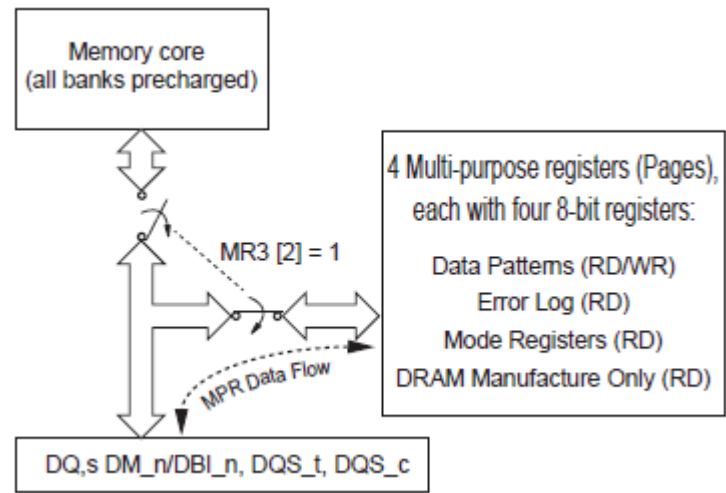 Memory core
(all banks precharged)
4 Multi-purpose registers (Pages),
each with four 8-bit registers:
Data Patterns (RD/WR)
Error Log (RD)
Mode Registers (RD)
DRAM Manufacture Only (RD)
MR3 [2] = 1
MPR Data Flow
DQ,s DM_n/DBI_n, DQS_t, DQS_c